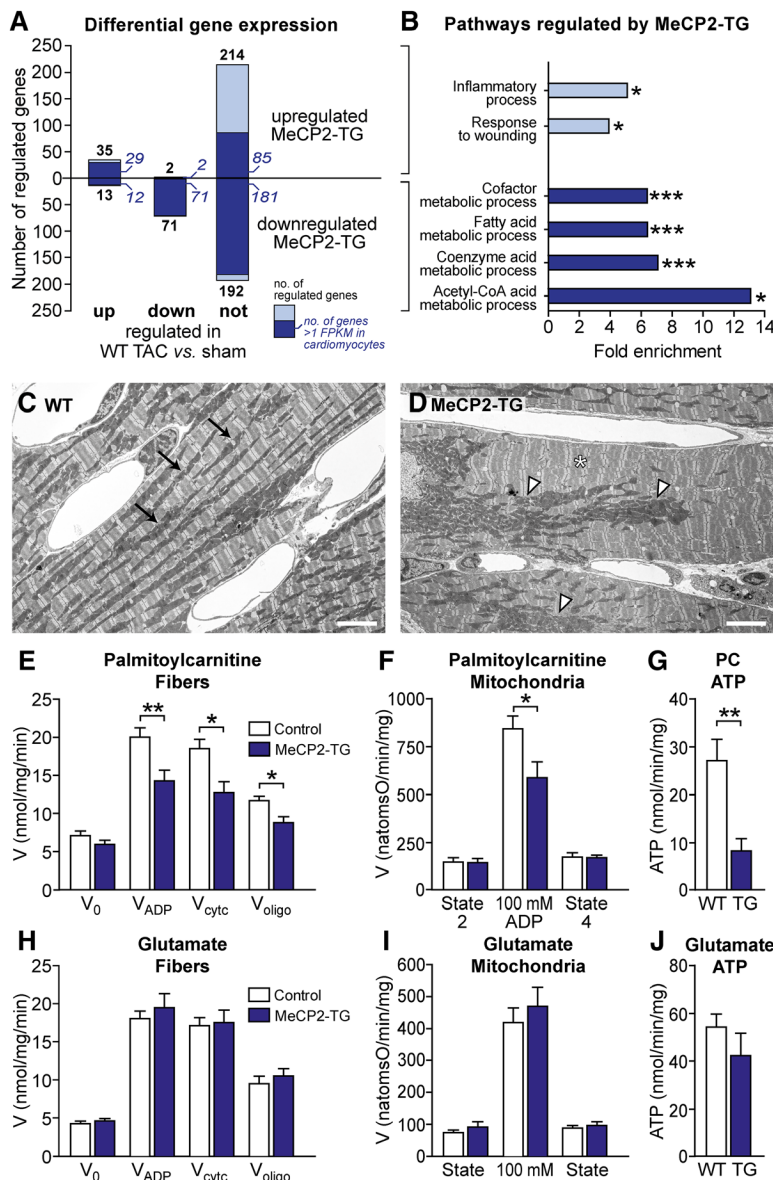 A
Differential gene expression
Number of regulated genes
250
200
150
100
50
0
50
100
150
200
250
35
29
13
12
2
2
71
71
214
85
181
192
upregulated
MeCP2-TG
downregulated
MeCP2-TG
up
down
not
regulated in
WT TAC vs. sham
no. of
regulated genes
no. of genes
>1 FPKM in
cardiomyocytes
B
Pathways regulated by MeCP2-TG
Inflammatory
process
*
Response
to wounding
*
Cofactor
metabolic process
***
Fatty acid
metabolic process
***
Coenzyme acid
metabolic process
***
Acetyl-CoA acid
metabolic process
*
0 2 4 6 8 10 12 14
Fold enrichment
C WT
D MeCP2-TG
*
E
Palmitoylcarnitine
Fibers
V (nmol/mg/min)
25
20
15
10
5
0
**
*
*
Control
MeCP2-TG
V0 VADP Vcytc Voligo
F
Palmitoylcarnitine
Mitochondria
V (natomsO/min/mg)
1000
750
500
250
0
*
State
2
100 mM
ADP
State
4
G
PC
ATP
ATP (nmol/min/mg)
40
30
20
10
0
**
WT TG
H
Glutamate
Fibers
V (nmol/mg/min)
25
20
15
10
5
0
Control
MeCP2-TG
V0 VADP Vcytc Voligo
I
Glutamate
Mitochondria
V (natomsO/min/mg)
600
500
400
300
200
100
0
State 100 mM State
J
Glutamate
ATP
ATP (nmol/min/mg)
80
60
40
20
0
WT TG